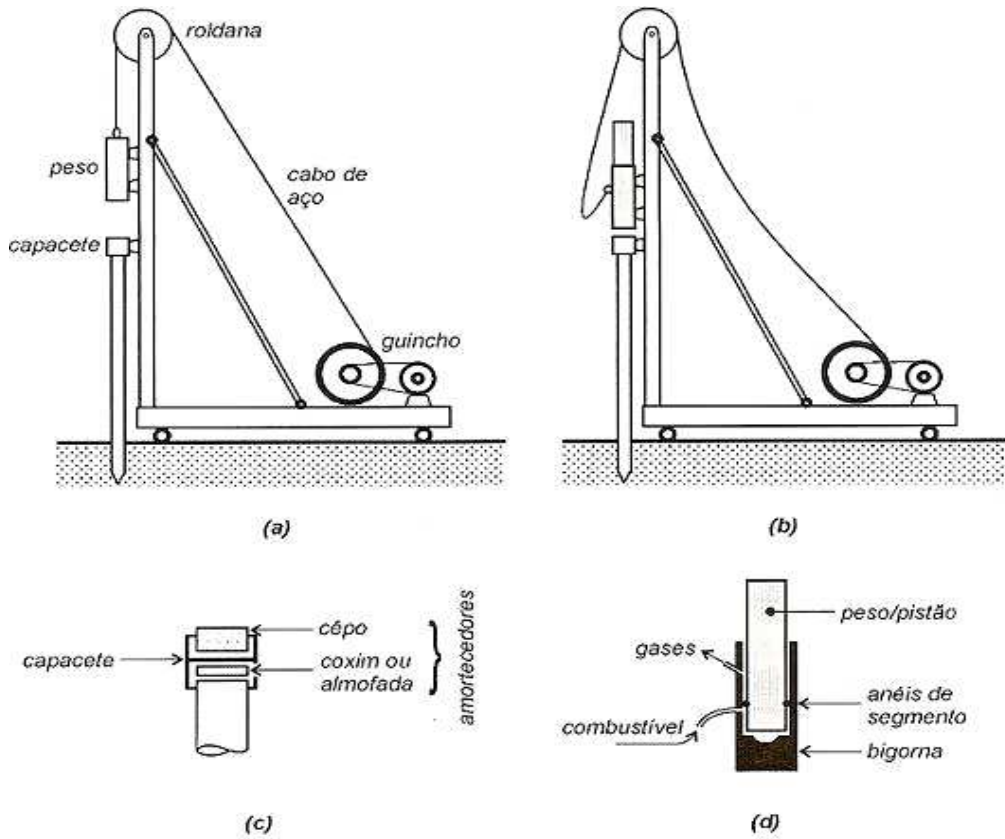 roldana
peso
cabo de
aço
capacete
guincho
(a)
(b)
capacete
cêpo
coxim ou
almofada
amortecedores
(c)
peso/pistão
gases
anéis de
segmento
combustível
bigorna
(d)